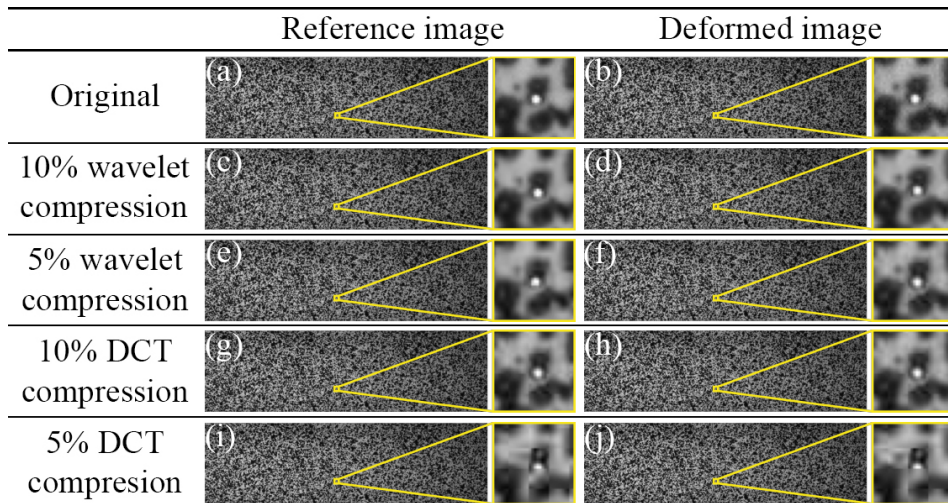 Reference image Deformed image
Original (a) (b)
10% wavelet
compression (c) (d)
5% wavelet
compression (e) (f)
10% DCT
compression (g) (h)
5% DCT
compresion (i) (j)